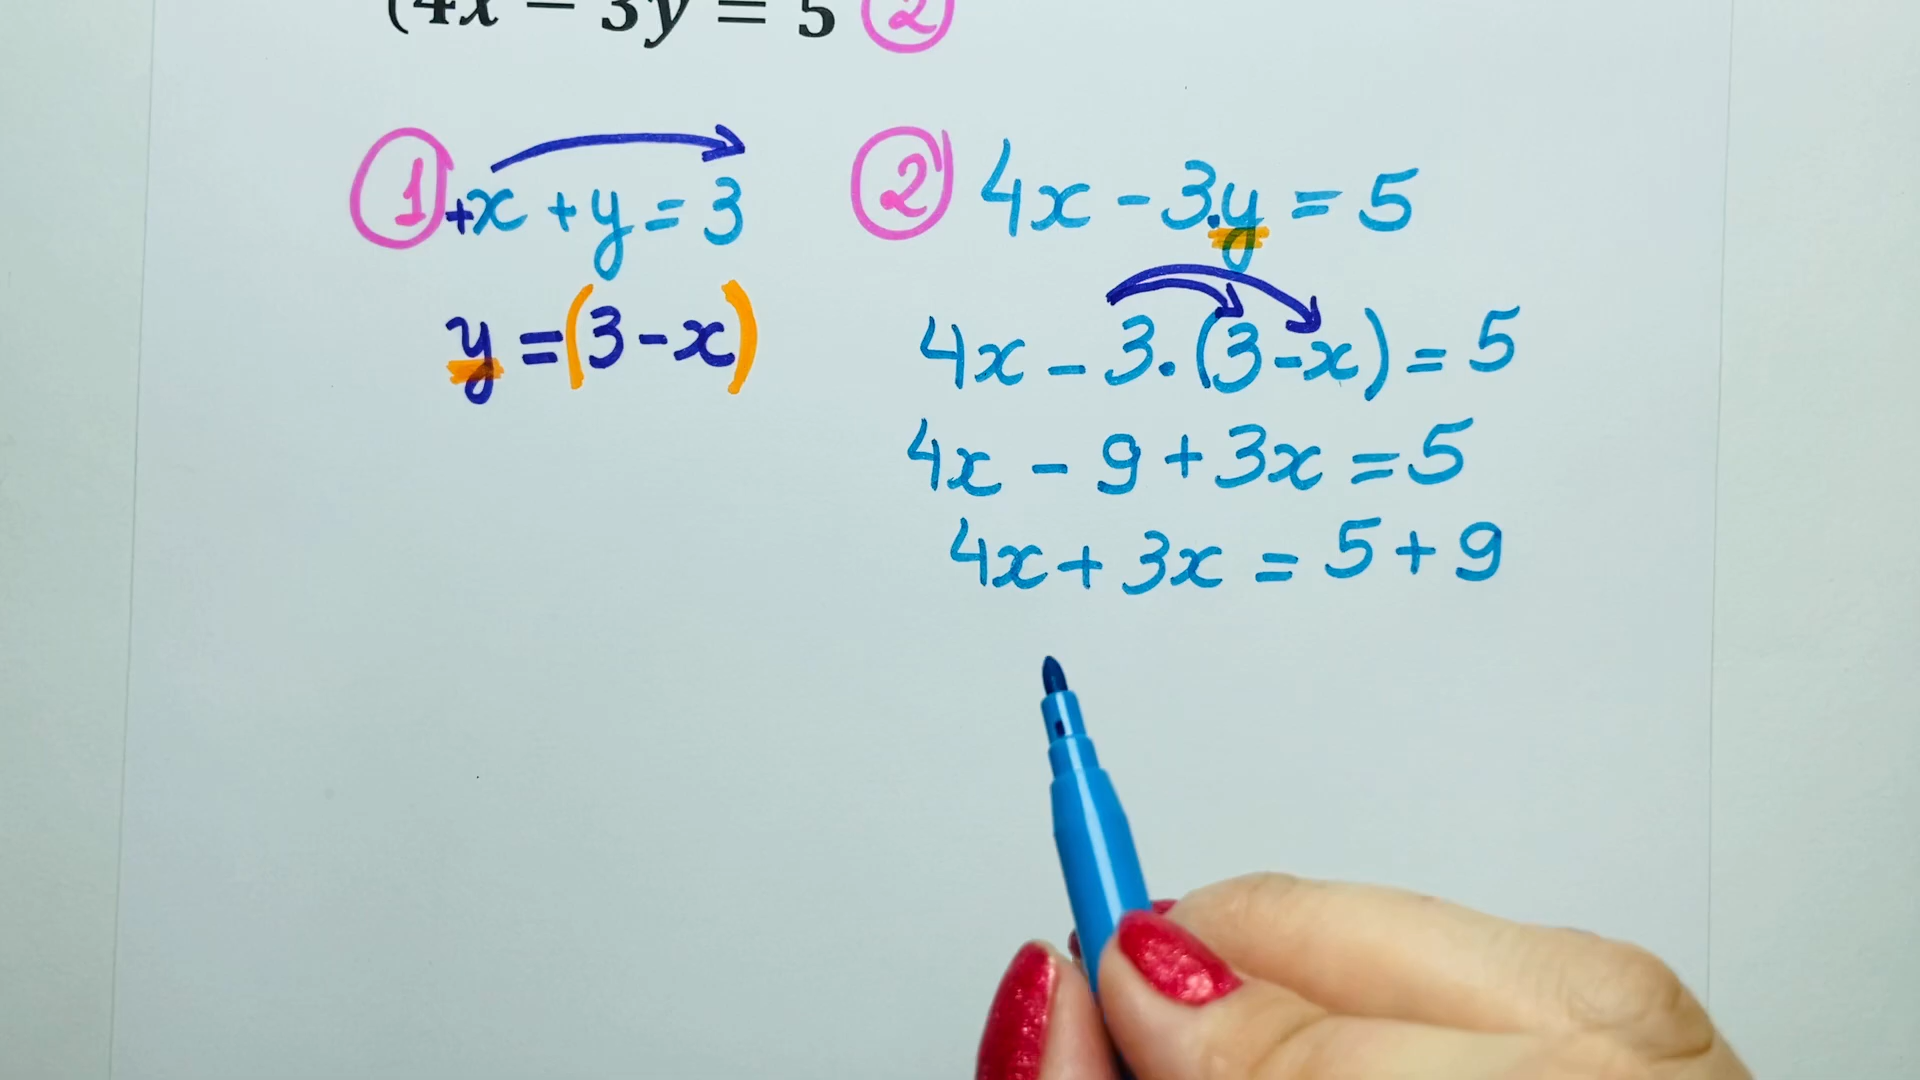 (4x − 3y = 5 2
1 +x + y = 3
y = (3 - x)
2 4x - 3.y = 5
4x - 3.(3-x) = 5
4x - 9 + 3x = 5
4x + 3x = 5 + 9